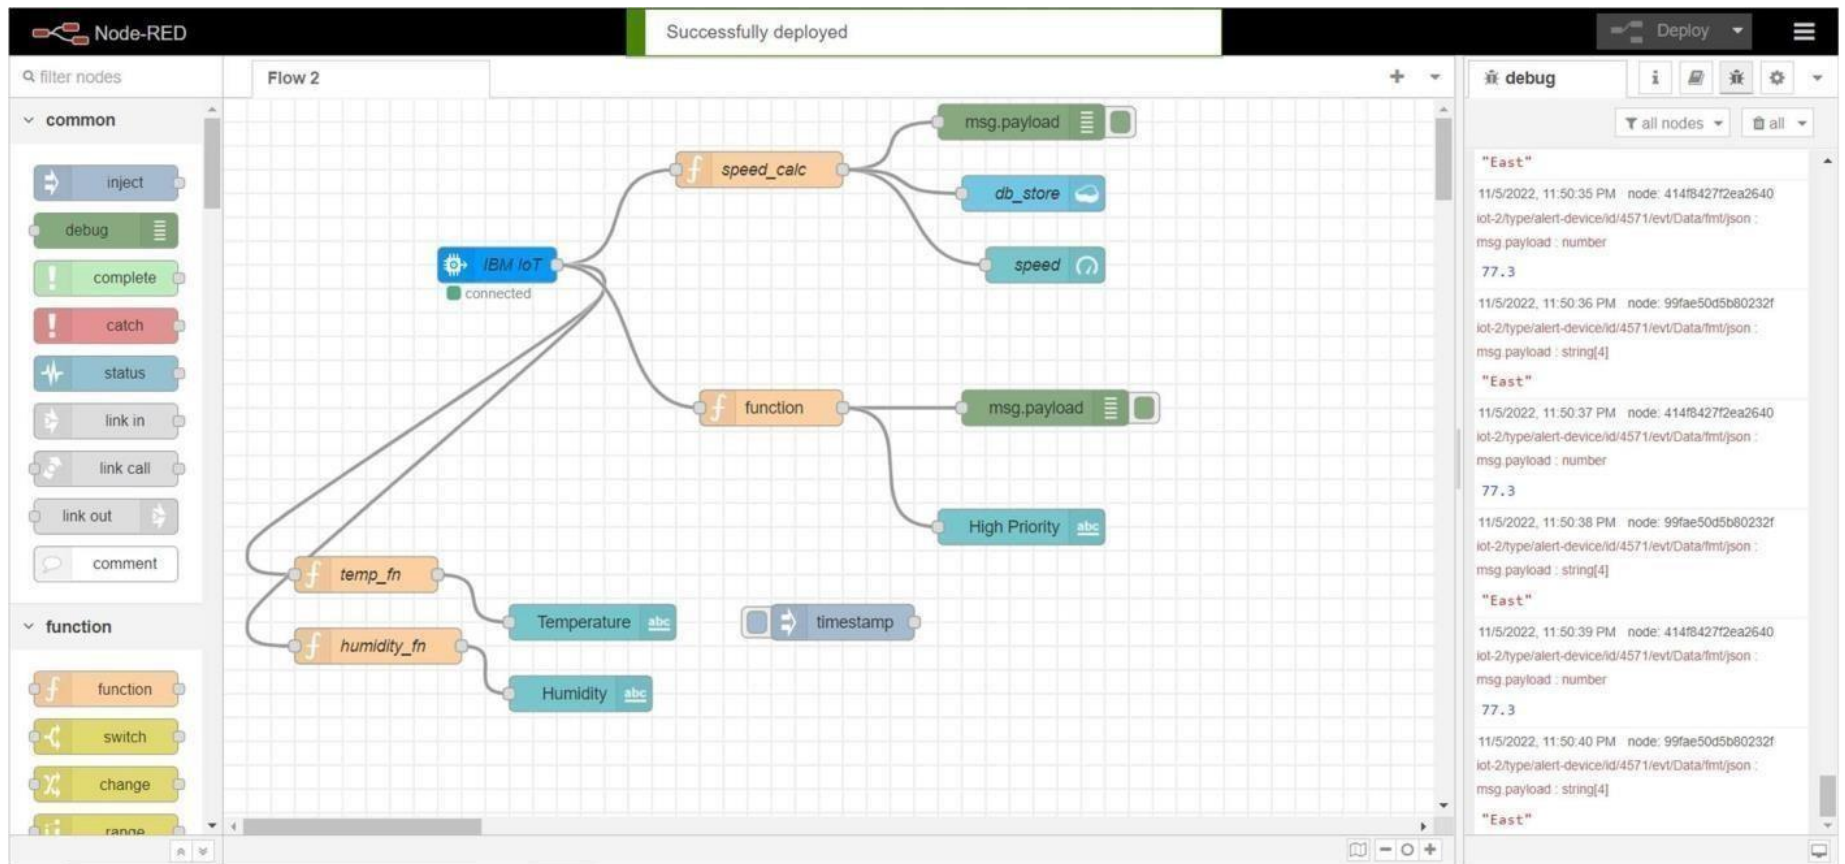 Node-RED
Successfully deployed
Deploy
filter nodes
Flow 2
debug
i
all nodes
all
common
inject
debug
complete
catch
status
link in
link call
link out
comment
function
function
switch
change
range
msg.payload
speed_calc
db_store
IBM IoT
speed
connected
function
msg.payload
High Priority
abc
temp_fn
Temperature
abc
timestamp
humidity_fn
Humidity
abc
"East"
11/5/2022, 11:50:35 PM node: 414f8427f2ea2640
iot-2/type/alert-device/id/4571/evt/Data/fmt/json :
msg.payload : number
77.3
11/5/2022, 11:50:36 PM node: 99fae50d5b80232f
iot-2/type/alert-device/id/4571/evt/Data/fmt/json :
msg.payload : string[4]
"East"
11/5/2022, 11:50:37 PM node: 414f8427f2ea2640
iot-2/type/alert-device/id/4571/evt/Data/fmt/json :
msg.payload : number
77.3
11/5/2022, 11:50:38 PM node: 99fae50d5b80232f
iot-2/type/alert-device/id/4571/evt/Data/fmt/json :
msg.payload : string[4]
"East"
11/5/2022, 11:50:39 PM node: 414f8427f2ea2640
iot-2/type/alert-device/id/4571/evt/Data/fmt/json :
msg.payload : number
77.3
11/5/2022, 11:50:40 PM node: 99fae50d5b80232f
iot-2/type/alert-device/id/4571/evt/Data/fmt/json :
msg.payload : string[4]
"East"